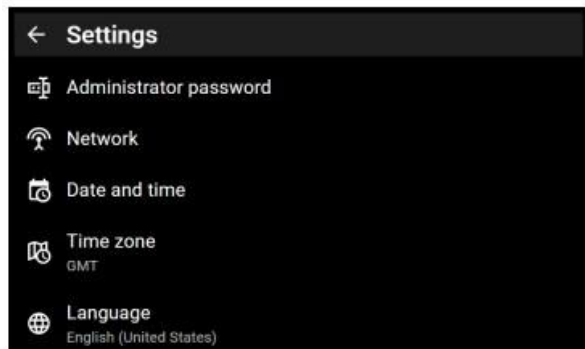 Settings
Administrator password
Network
Date and time
Time zone
GMT
Language
English (United States)